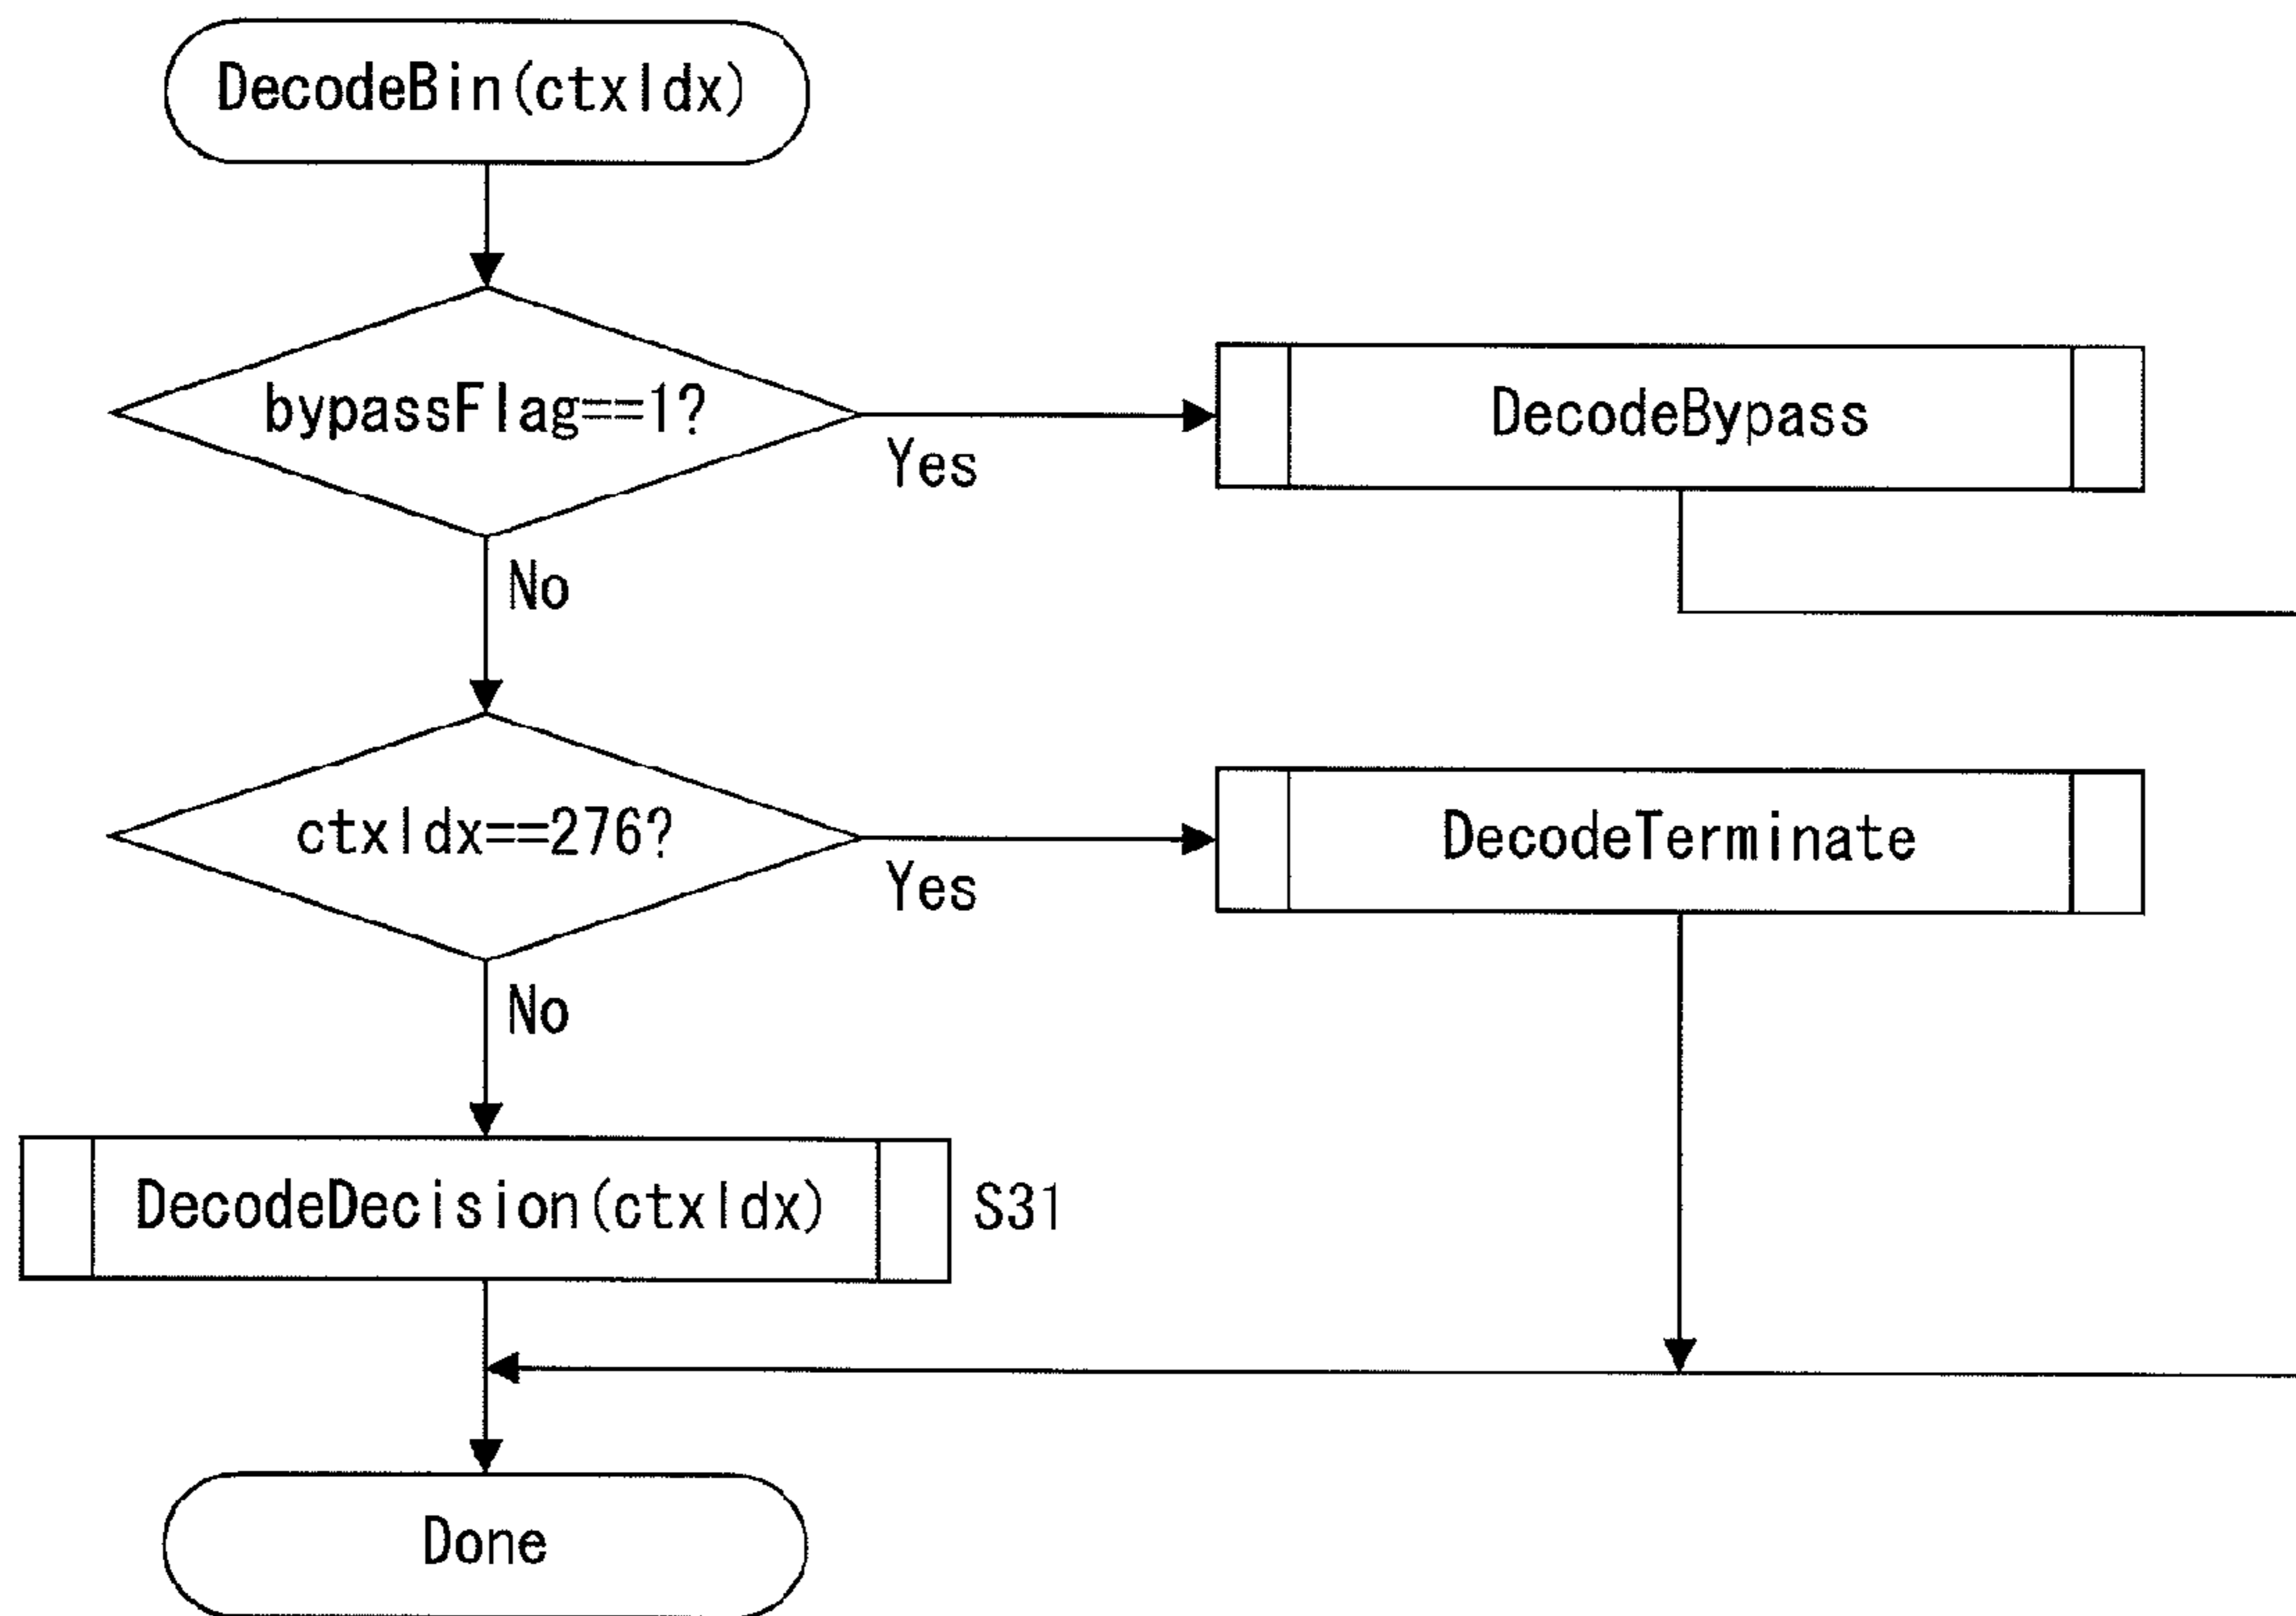 DecodeBin(ctxIdx)
bypassFlag==1?
Yes
DecodeBypass
No
ctxIdx==276?
Yes
DecodeTerminate
No
DecodeDecision(ctxIdx)
S31
Done